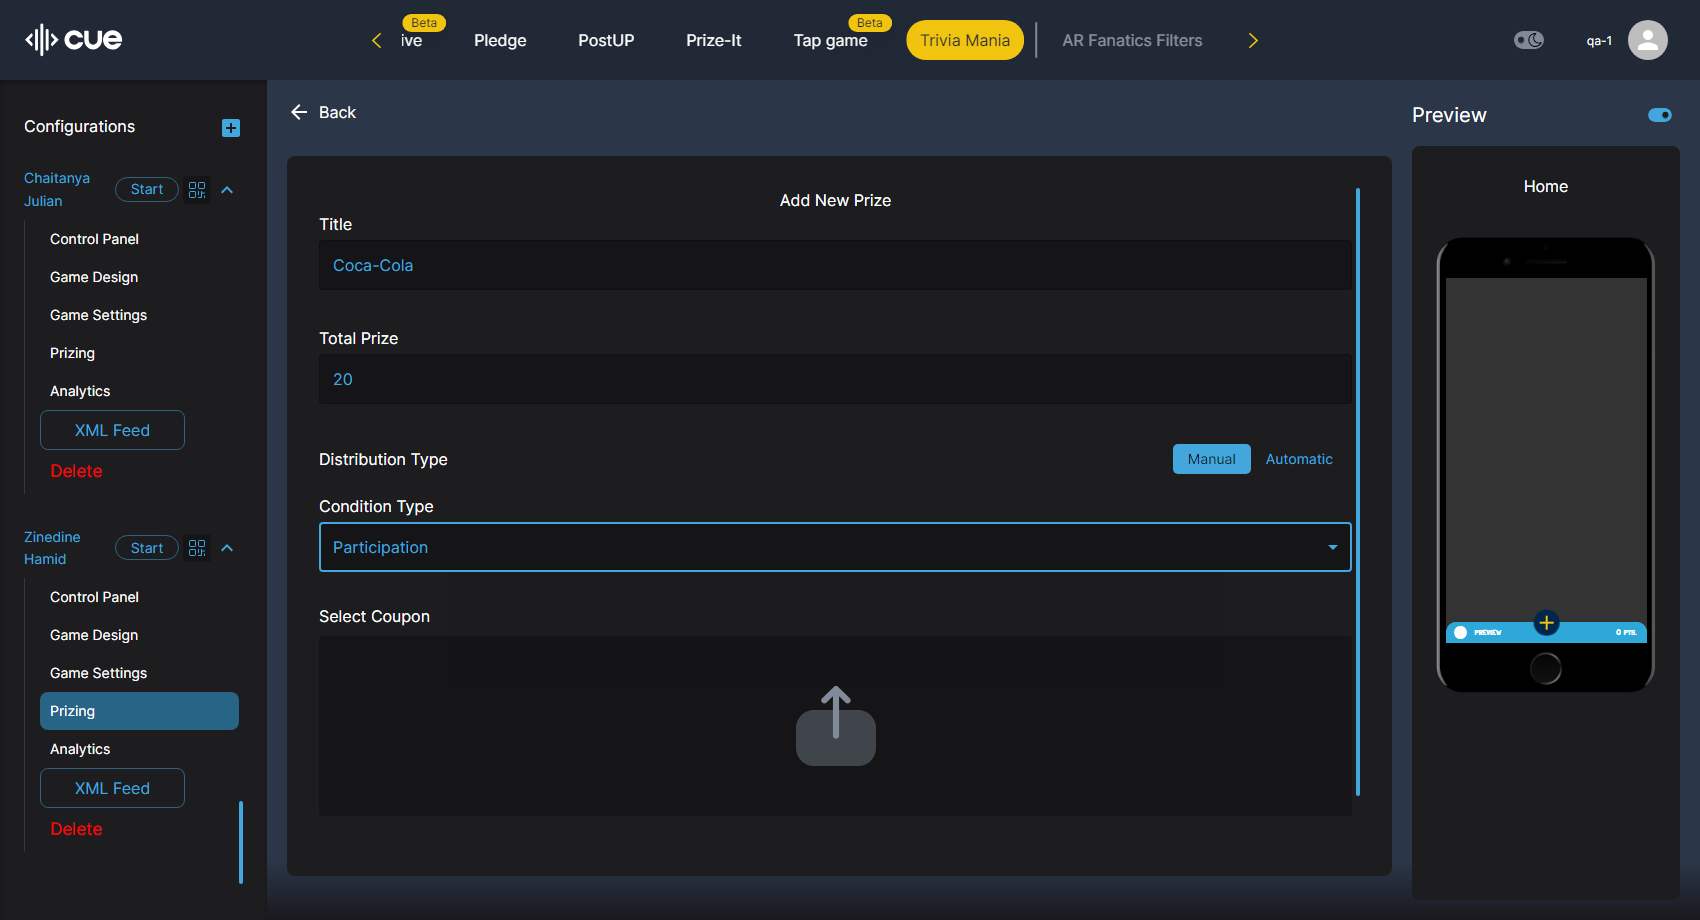 cue
Beta
ive
Pledge
PostUP
Prize-It
Beta
Tap game
Trivia Mania
AR Fanatics Filters
qa-1
Configurations
Chaitanya
Julian
Start
Control Panel
Game Design
Game Settings
Prizing
Analytics
XML Feed
Delete
Zinedine
Hamid
Start
Control Panel
Game Design
Game Settings
Prizing
Analytics
XML Feed
Delete
Back
Add New Prize
Title
Coca-Cola
Total Prize
20
Distribution Type
Manual
Automatic
Condition Type
Participation
Select Coupon
Preview
Home
PREVIEW
0 PTS.